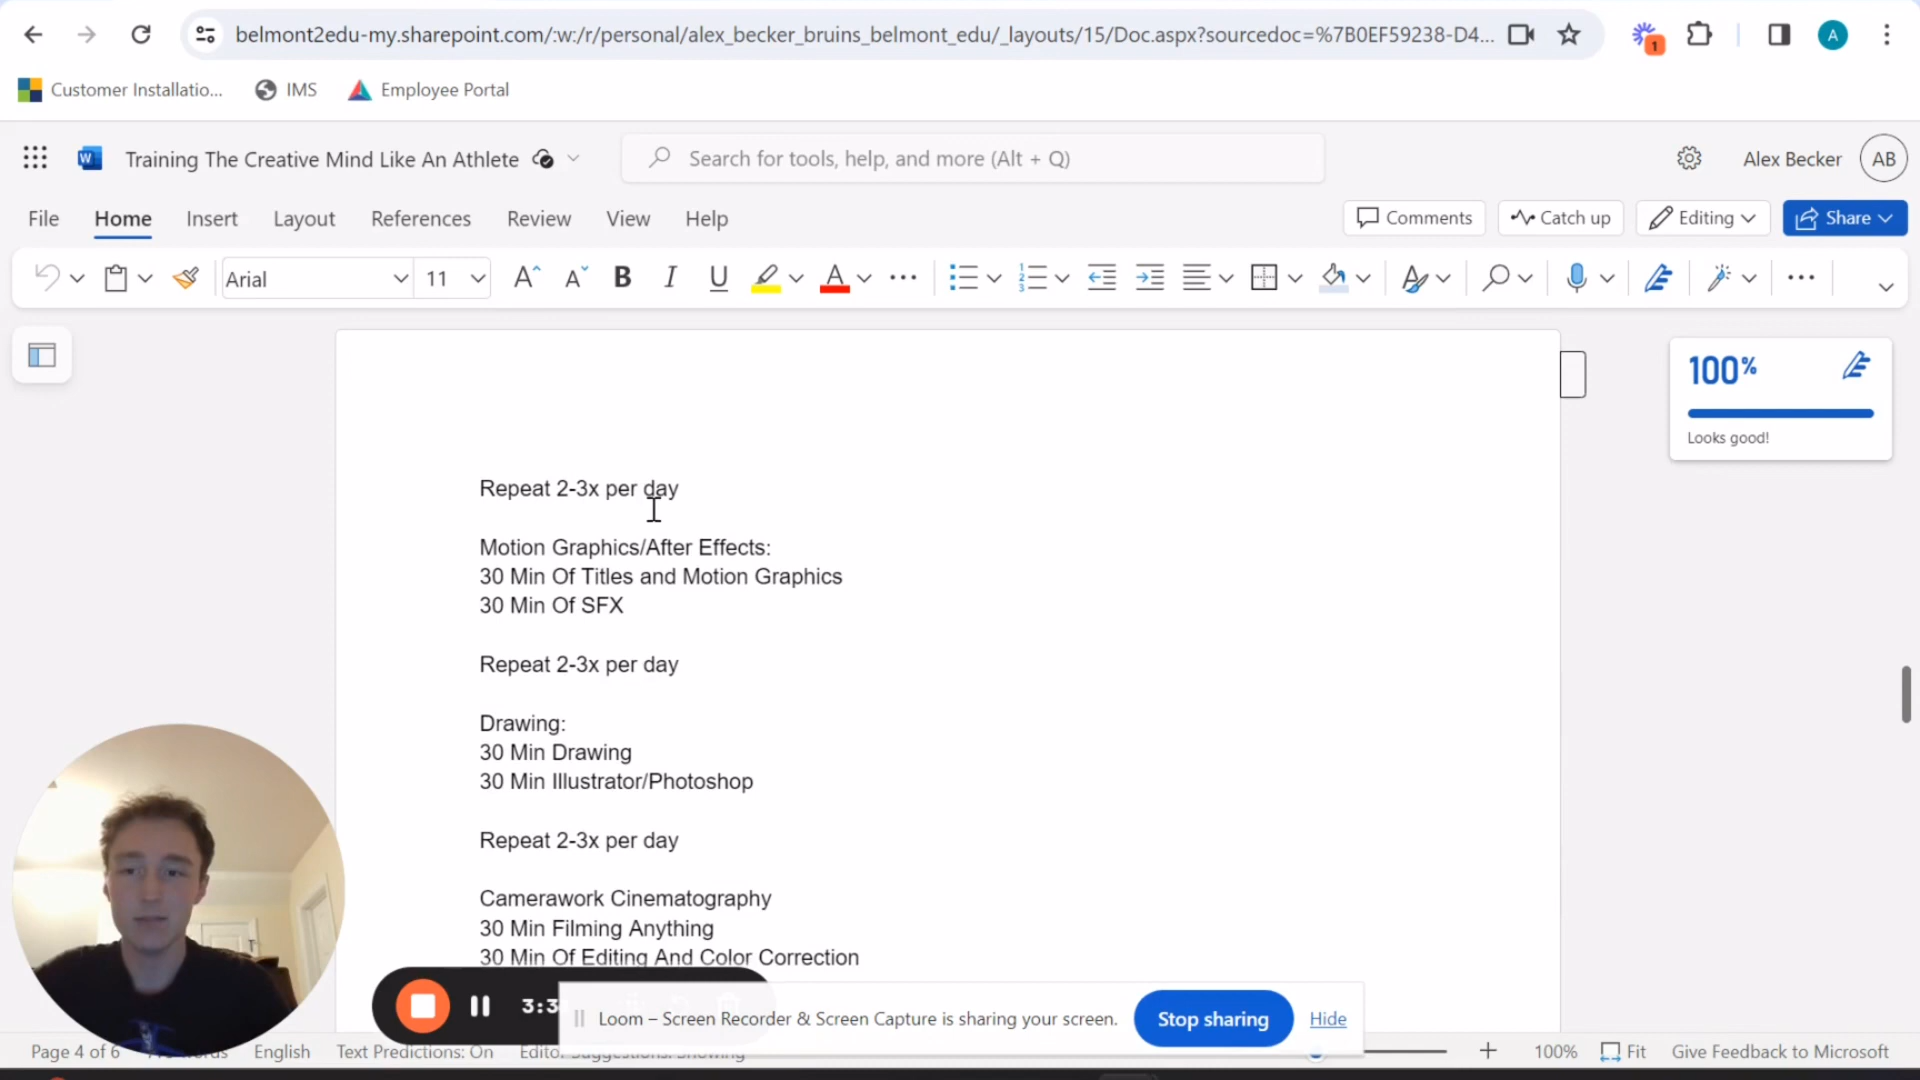 belmont2edu-my.sharepoint.com/:w:/r/personal/alex_becker_bruins_belmont_edu/_layouts/15/Doc.aspx?sourcedoc=%7B0EF59238-D4...
1
A
Customer Installatio...
IMS
Employee Portal
W
Training The Creative Mind Like An Athlete
Search for tools, help, and more (Alt + Q)
Alex Becker
AB
File
Home
Insert
Layout
References
Review
View
Help
Comments
Catch up
Editing
Share
Arial
11
100%
Looks good!
Repeat 2-3x per day
Motion Graphics/After Effects:
30 Min Of Titles and Motion Graphics
30 Min Of SFX
Repeat 2-3x per day
Drawing:
30 Min Drawing
30 Min Illustrator/Photoshop
Repeat 2-3x per day
Camerawork Cinematography
30 Min Filming Anything
30 Min Of Editing And Color Correction
Loom – Screen Recorder & Screen Capture is sharing your screen.
Stop sharing
Hide
Page 4 of 6
English
Text Predictions: On
100%
Fit
Give Feedback to Microsoft